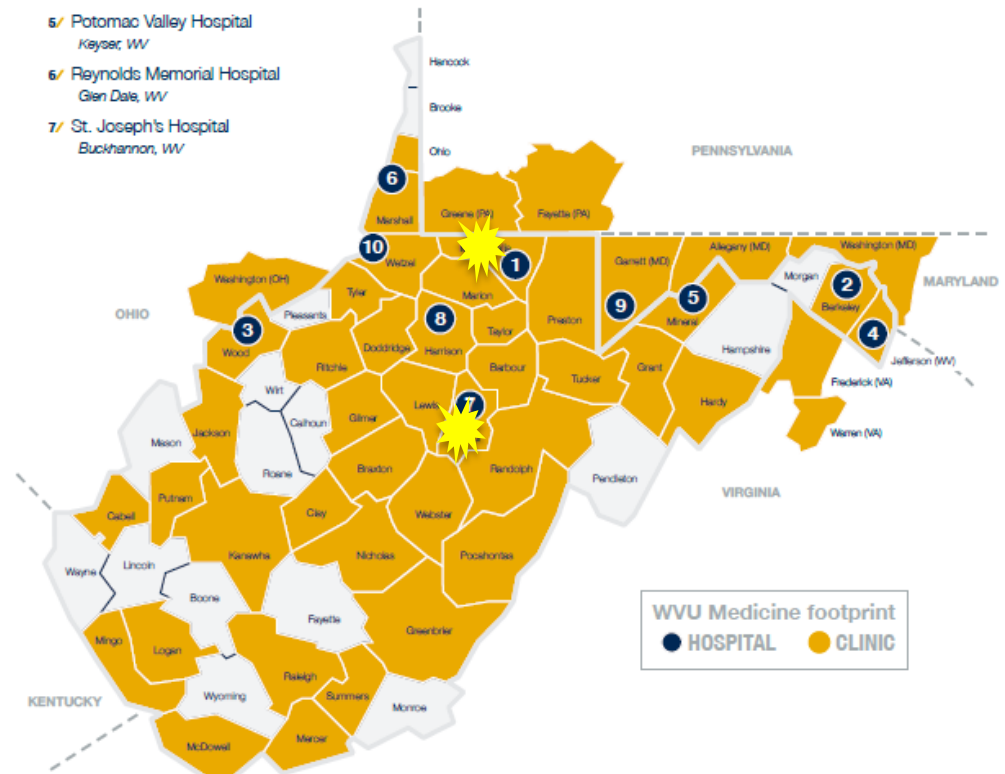 5/ Potomac Valley Hospital
Keyser, WV
6/ Reynolds Memorial Hospital
Glen Dale, WV
7/ St. Joseph's Hospital
Buckhannon, WV
Hancock
Brooke
Ohio
PENNSYLVANIA
6
Marshall
Greene (PA)
Fayette (PA)
10
Wetzel
1
Washington (OH)
Tyler
Marion
Garrett (MD)
Allegany (MD)
Washington (MD)
Morgan
MARYLAND
2
Berkeley
OHIO
Pleasants
8
Taylor
Preston
9
5
Mineral
4
3
Wood
Doddridge
Harrison
Hampshire
Jefferson (WV)
Ritchie
Barbour
Tucker
Grant
Frederick (VA)
Wirt
Lewis
7
Hardy
Calhoun
Gilmer
Jackson
Warren (VA)
Mason
Roane
Braxton
Randolph
Pendleton
VIRGINIA
Putnam
Cabell
Clay
Webster
Kanawha
Nicholas
Pocahontas
Lincoln
Wayne
Boone
Fayette
WVU Medicine footprint
HOSPITAL
CLINIC
Greenbrier
Mingo
Logan
Raleigh
KENTUCKY
Wyoming
Summers
Monroe
McDowell
Mercer